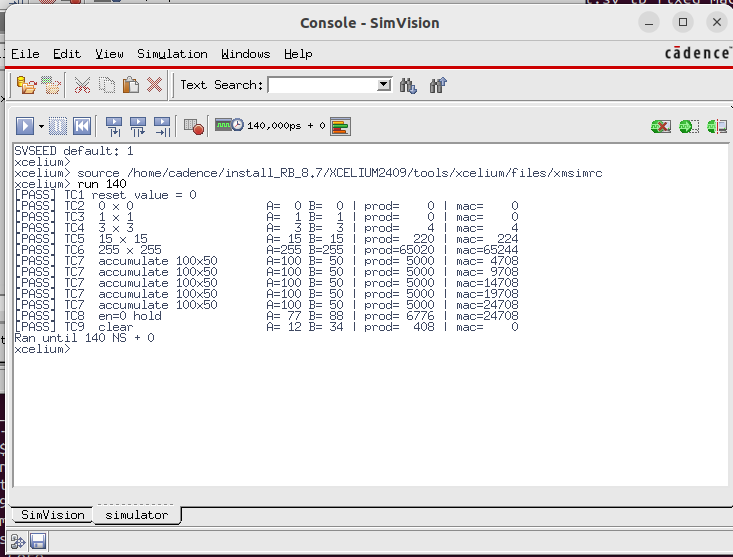 Console - SimVision
File Edit View Simulation Windows Help
cādence
Text Search:
140,000ps + 0
SVSEED default: 1
xcelium>
xcelium> source /home/cadence/install_RB_8.7/XCELIUM2409/tools/xcelium/files/xmsimrc
xcelium> run 140
[PASS] TC1 reset value = 0
[PASS] TC2  0 x 0 A=  0 B=  0 | prod=    0 | mac=    0
[PASS] TC3  1 x 1 A=  1 B=  1 | prod=    0 | mac=    0
[PASS] TC4  3 x 3 A=  3 B=  3 | prod=    4 | mac=    4
[PASS] TC5  15 x 15 A= 15 B= 15 | prod=  220 | mac=  224
[PASS] TC6  255 x 255 A=255 B=255 | prod=65020 | mac=65244
[PASS] TC7  accumulate 100x50 A=100 B= 50 | prod= 5000 | mac= 4708
[PASS] TC7  accumulate 100x50 A=100 B= 50 | prod= 5000 | mac= 9708
[PASS] TC7  accumulate 100x50 A=100 B= 50 | prod= 5000 | mac=14708
[PASS] TC7  accumulate 100x50 A=100 B= 50 | prod= 5000 | mac=19708
[PASS] TC7  accumulate 100x50 A=100 B= 50 | prod= 5000 | mac=24708
[PASS] TC8  en=0 hold A= 77 B= 88 | prod= 6776 | mac=24708
[PASS] TC9  clear A= 12 B= 34 | prod=  408 | mac=    0
Ran until 140 NS + 0
xcelium>
SimVision simulator